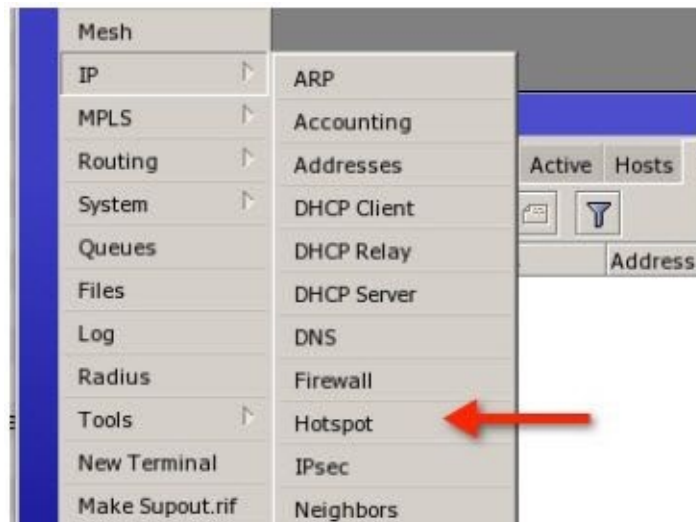 Mesh
IP
MPLS
Routing
System
Queues
Files
Log
Radius
Tools
New Terminal
Make Supout.rif
ARP
Accounting
Addresses
DHCP Client
DHCP Relay
DHCP Server
DNS
Firewall
Hotspot
IPsec
Neighbors
Active Hosts
Address